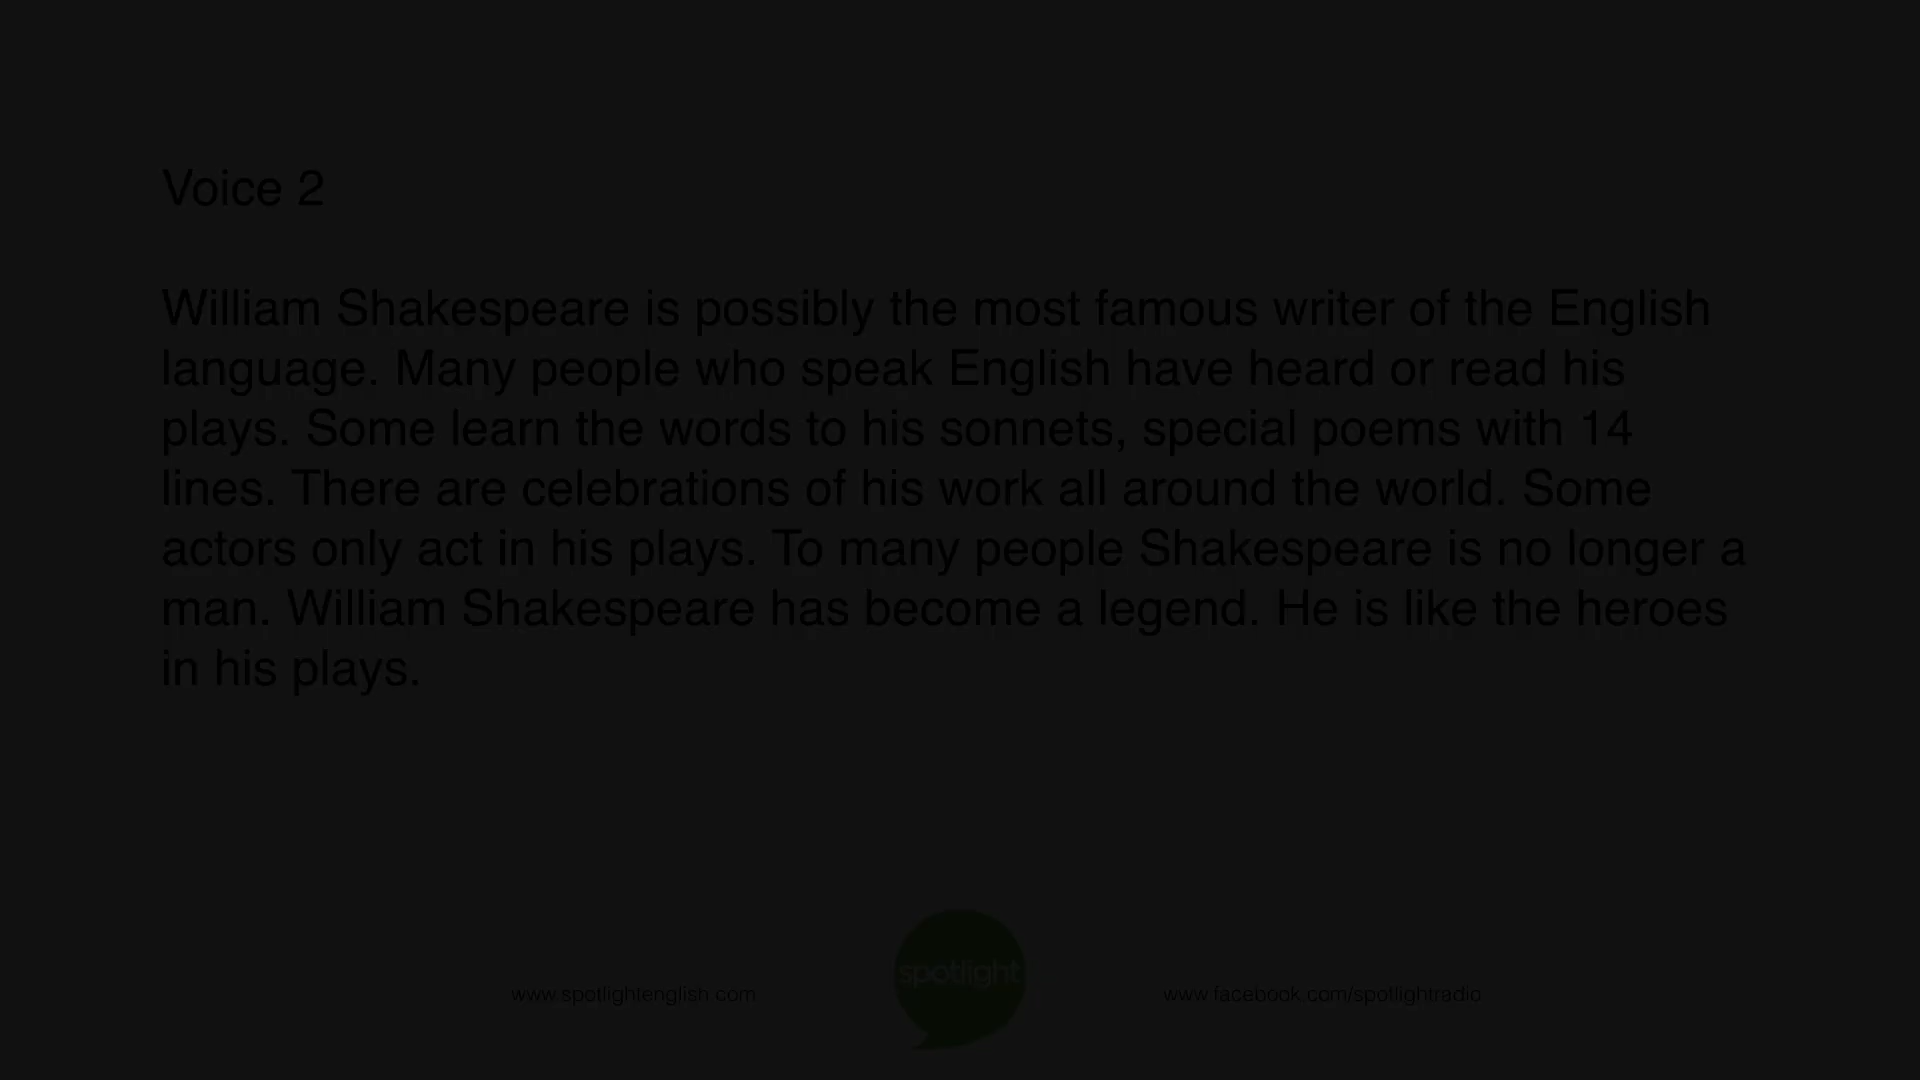 Voice 2
William Shakespeare is possibly the most famous writer of the English
language. Many people who speak English have heard or read his
plays. Some learn the words to his sonnets, special poems with 14
lines. There are celebrations of his work all around the world. Some
actors only act in his plays. To many people Shakespeare is no longer a
man. William Shakespeare has become a legend. He is like the heroes
in his plays.
spotlight
www.spotlightenglish.com
www.facebook.com/spotlightradio